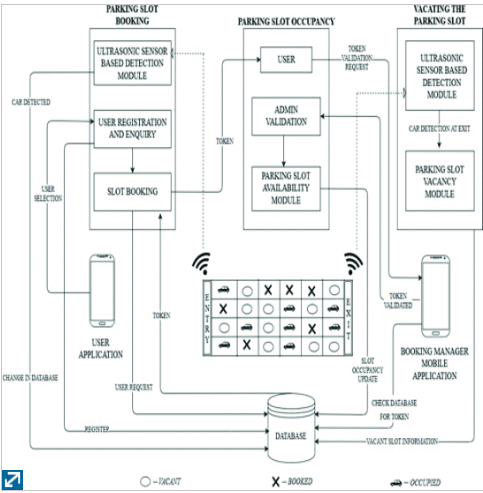 PARKING SLOT
BOOKING
PARKING SLOT OCCUPANCY
VACATING THE
PARKING SLOT
ULTRASONIC SENSOR
BASED DETECTION
MODULE
USER
TOKEN
VALIDATION
REQUEST
ULTRASONIC
SENSOR BASED
DETECTION
MODULE
CAR DETECTED
USER REGISTRATION
AND ENQUIRY
ADMIN
VALIDATION
CAR DETECTION AT EXIT
TOKEN
USER
SELECTION
SLOT BOOKING
PARKING SLOT
AVAILABILITY
MODULE
PARKING SLOT
VACANCY
MODULE
ENTRY
X X X
X
X
X
EXIT
TOKEN
TOKEN
VALIDATED
USER
APPLICATION
BOOKING MANAGER
MOBILE
APPLICATION
SLOT
OCCUPANCY
UPDATE
CHANGE IN DATABASE
USER REQUEST
CHECK DATABASE
FOR TOKEN
REGISTER
DATABASE
VACANT SLOT INFORMATION
– VACANT
X – BOOKED
– OCCUPIED